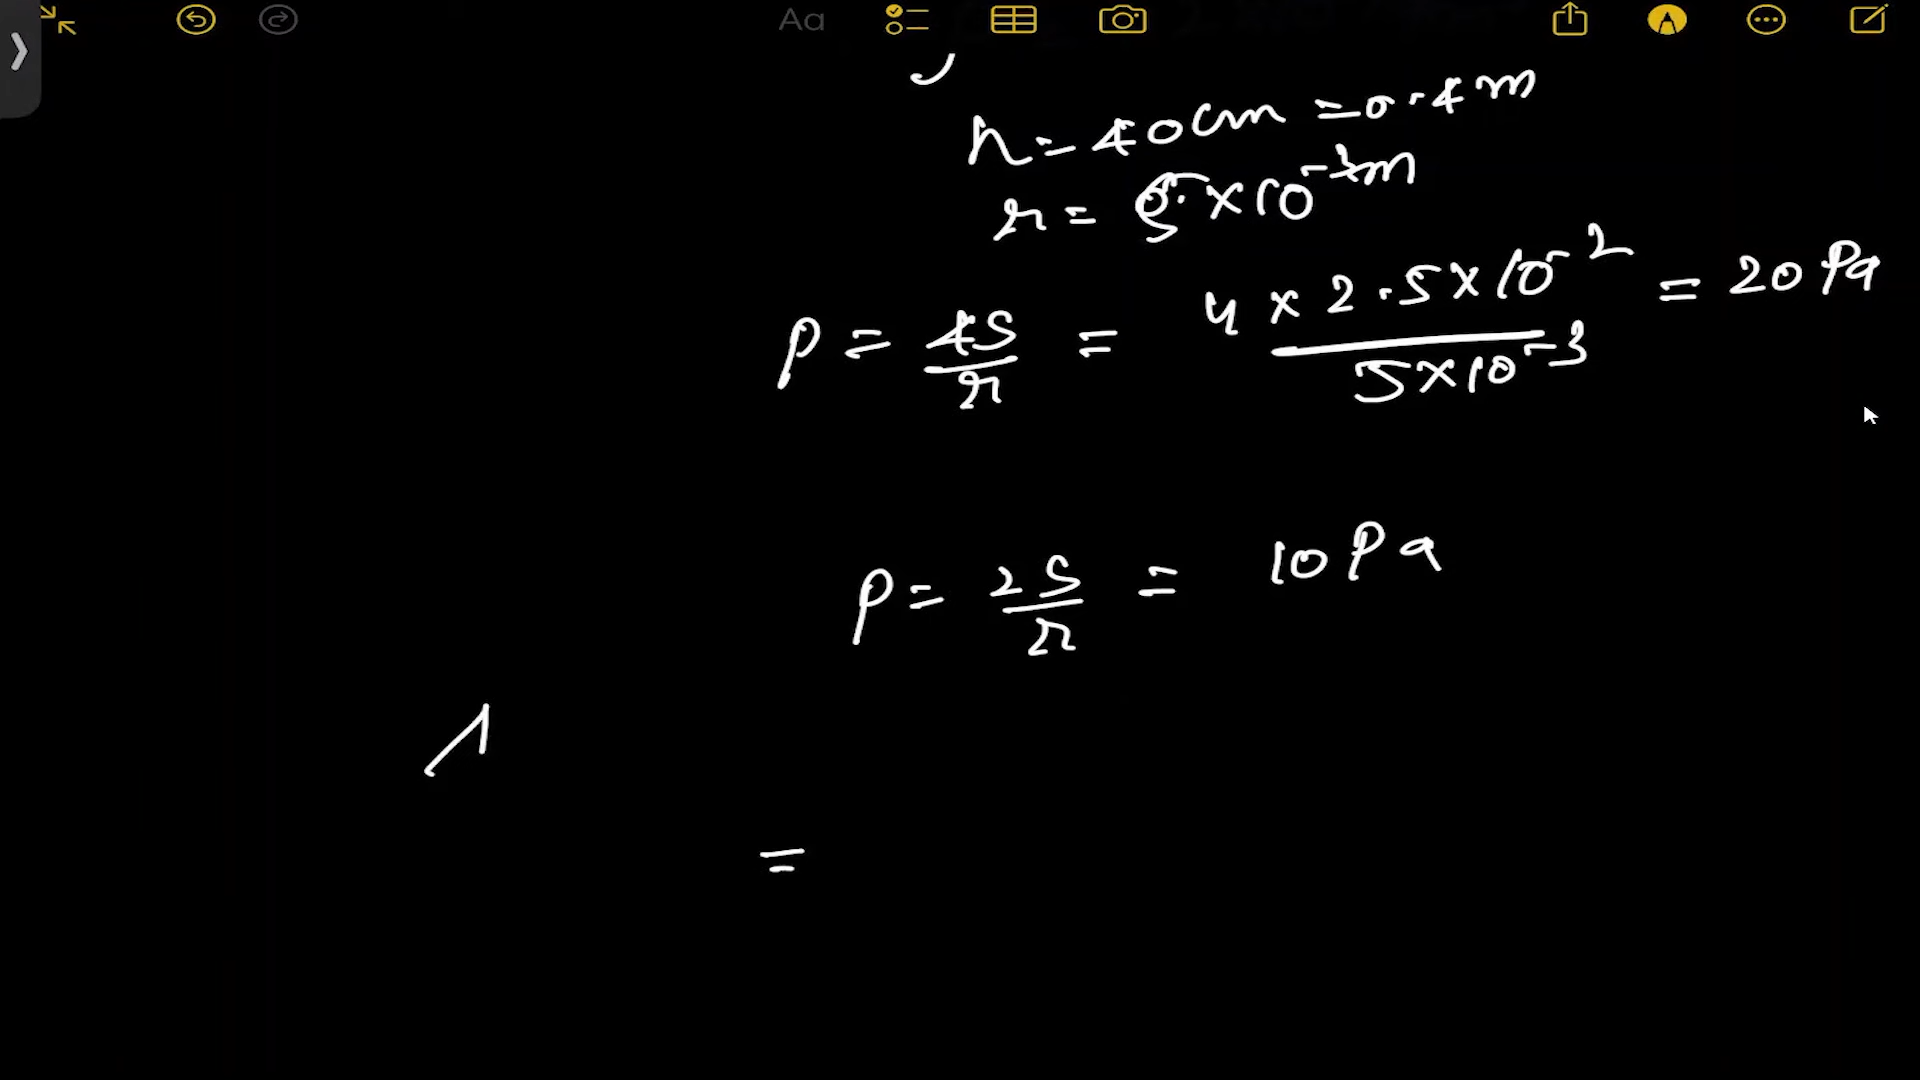 Aa
h = 40cm = 0.4m
r = 5 × 10⁻³m
P = 4S/r = 4 × 2.5 × 10⁻² / 5 × 10⁻³ = 20 Pa
P = 2S/r = 10 Pa
=